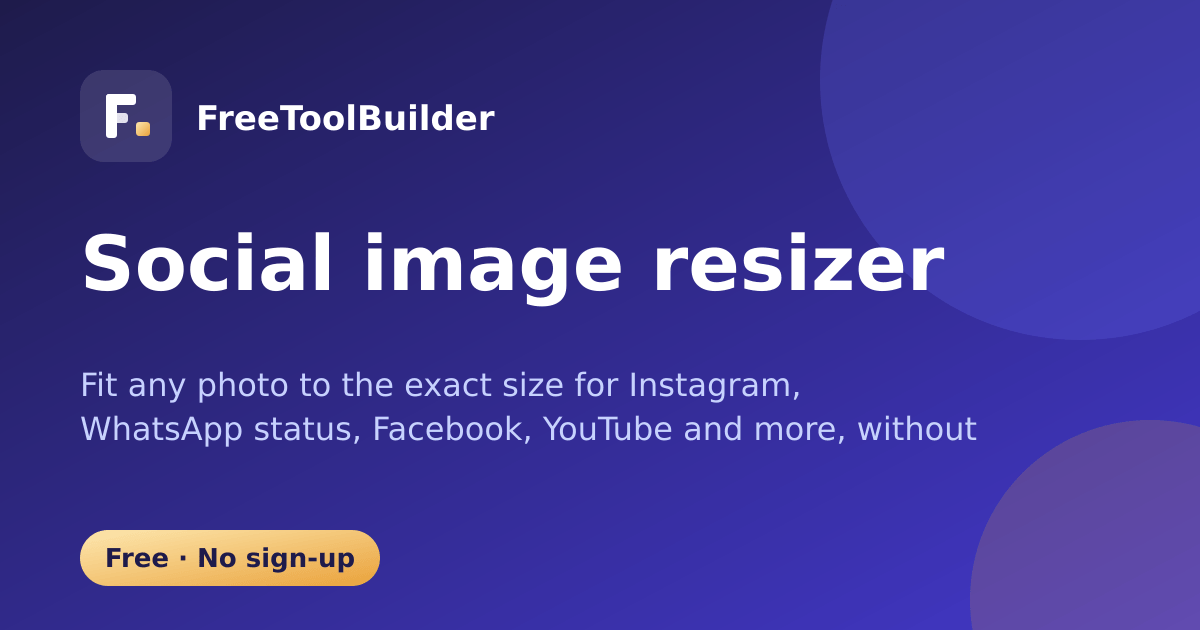 F.
FreeToolBuilder
Social image resizer
Fit any photo to the exact size for Instagram,
WhatsApp status, Facebook, YouTube and more, without
Free · No sign-up